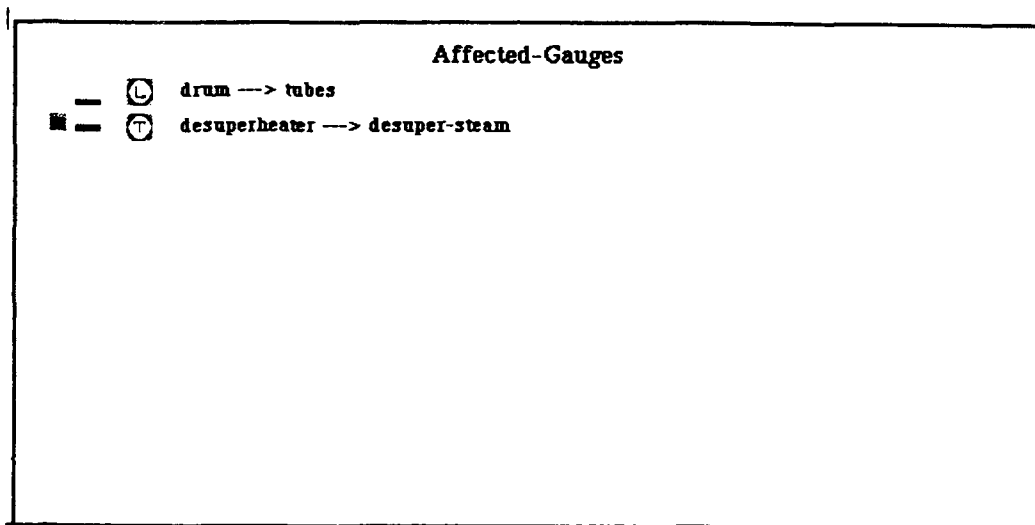 Affected-Gauges
L drum ---> tubes
T desuperheater ---> desuper-steam